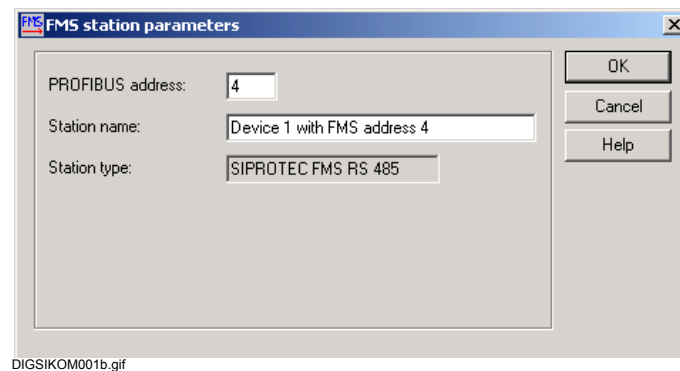 FMS FMS station parameters
OK
PROFIBUS address: 4
Cancel
Station name: Device 1 with FMS address 4
Help
Station type: SIPROTEC FMS RS 485
DIGSIKOM001b.gif